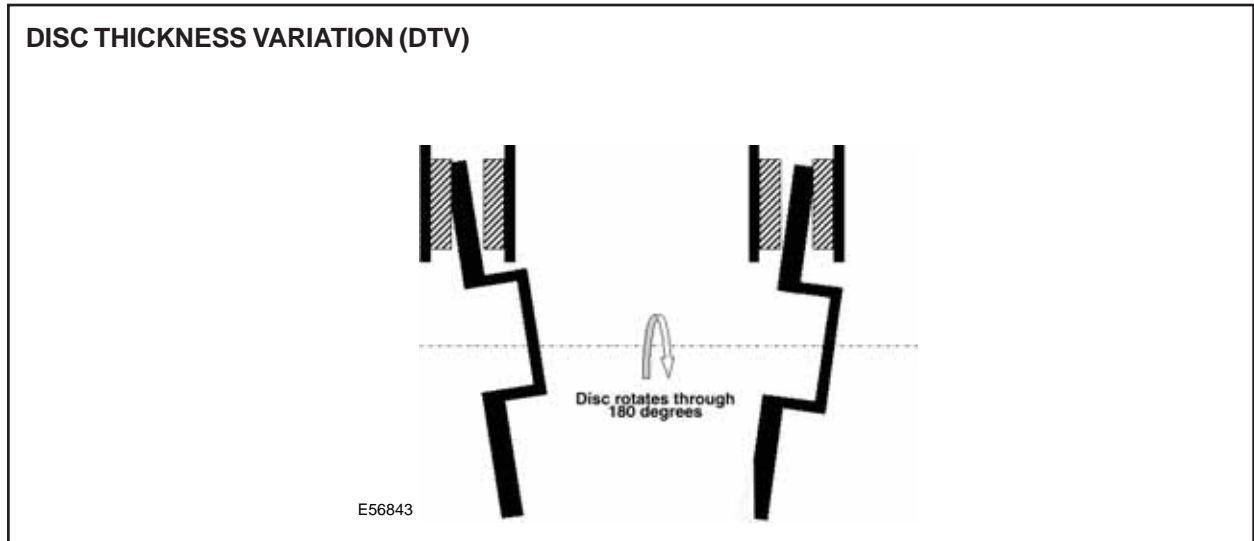 DISC THICKNESS VARIATION (DTV)
Disc rotates through
180 degrees
E56843